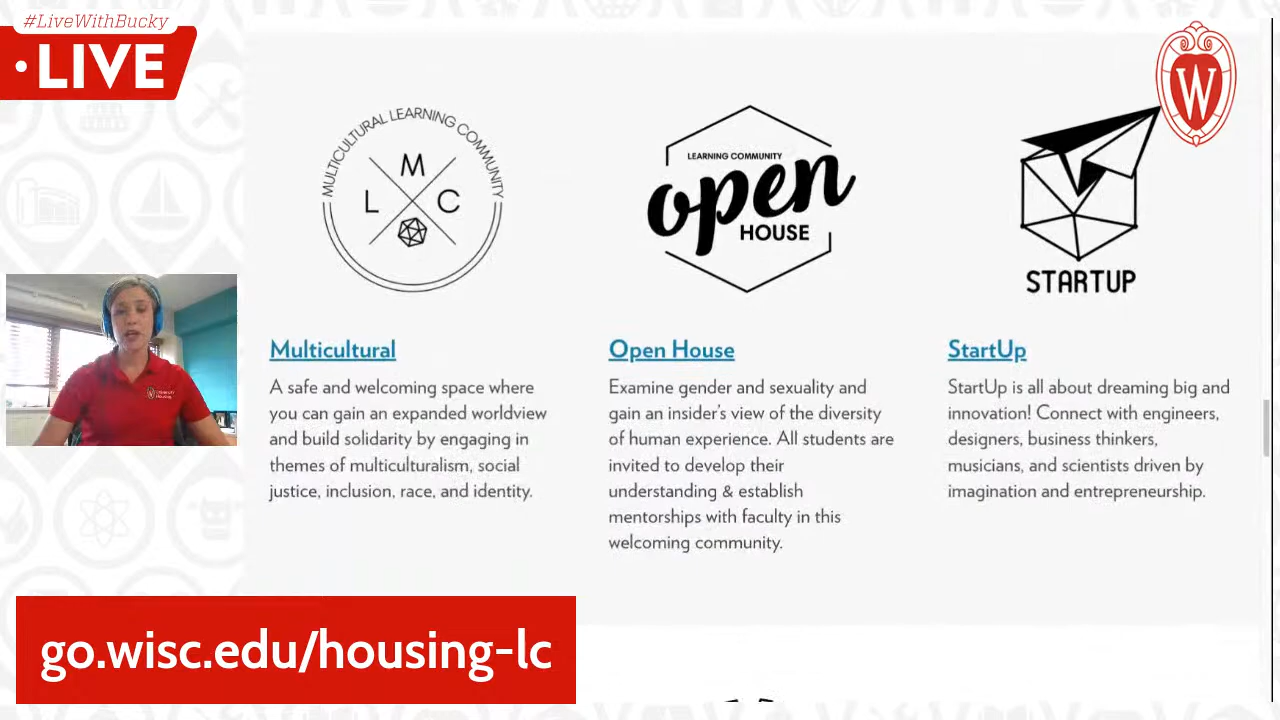 #LiveWithBucky
LIVE
W
MULTICULTURAL LEARNING COMMUNITY
M
L C
LEARNING COMMUNITY
open
HOUSE
STARTUP
Multicultural
A safe and welcoming space where
you can gain an expanded worldview
and build solidarity by engaging in
themes of multiculturalism, social
justice, inclusion, race, and identity.
Open House
Examine gender and sexuality and
gain an insider's view of the diversity
of human experience. All students are
invited to develop their
understanding & establish
mentorships with faculty in this
welcoming community.
StartUp
StartUp is all about dreaming big and
innovation! Connect with engineers,
designers, business thinkers,
musicians, and scientists driven by
imagination and entrepreneurship.
go.wisc.edu/housing-lc